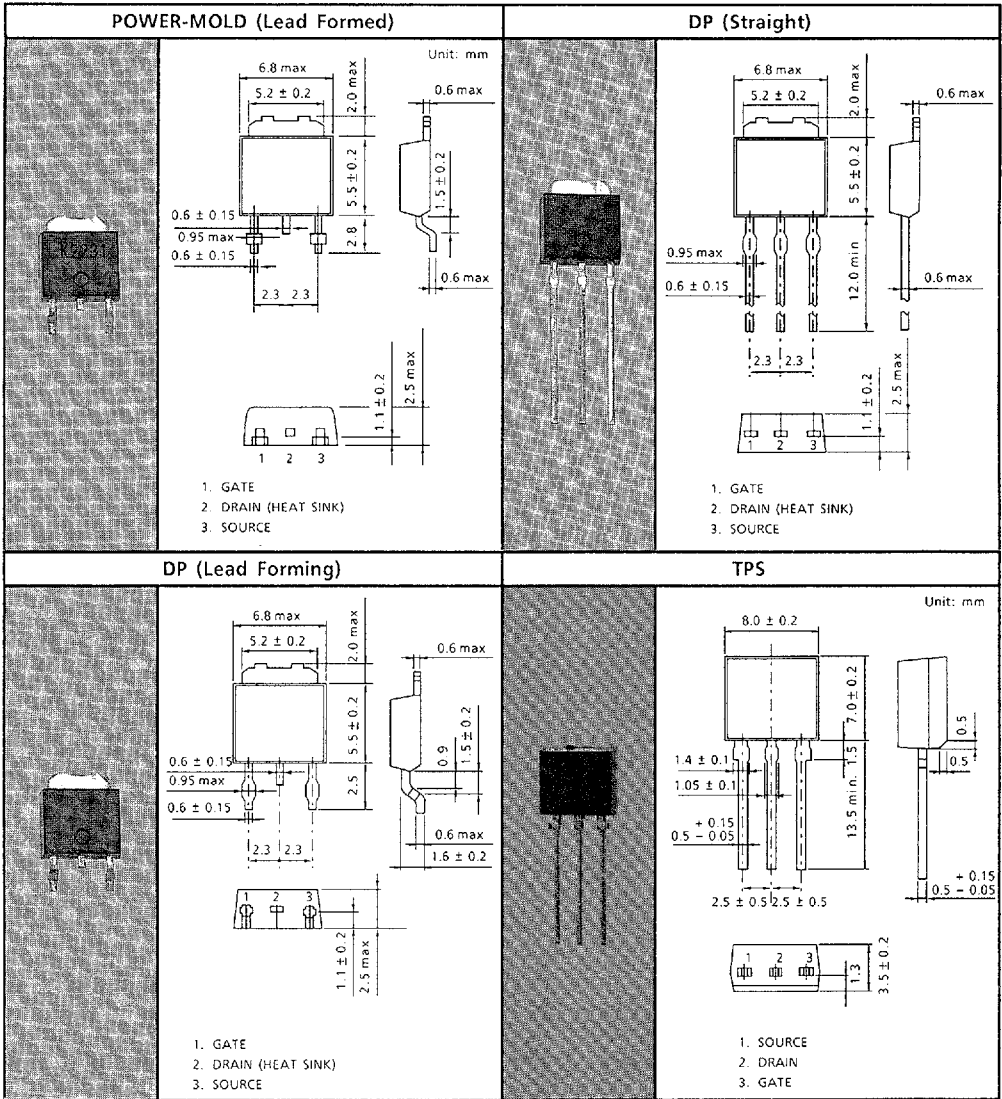 POWER-MOLD (Lead Formed)
Unit: mm
6.8 max
5.2 ± 0.2
2.0 max
0.6 max
5.5 ± 0.2
1.5 ± 0.2
0.6 ± 0.15
0.95 max
0.6 ± 0.15
2.8
0.6 max
2.3 2.3
1.1 ± 0.2
2.5 max
1 2 3
1. GATE
2. DRAIN (HEAT SINK)
3. SOURCE
DP (Straight)
6.8 max
5.2 ± 0.2
2.0 max
0.6 max
5.5 ± 0.2
0.95 max
0.6 ± 0.15
12.0 min
0.6 max
2.3 2.3
1.1 ± 0.2
2.5 max
1 2 3
1. GATE
2. DRAIN (HEAT SINK)
3. SOURCE
DP (Lead Forming)
6.8 max
5.2 ± 0.2
2.0 max
0.6 max
5.5 ± 0.2
0.9
1.5 ± 0.2
0.6 ± 0.15
0.95 max
0.6 ± 0.15
2.5
0.6 max
1.6 ± 0.2
2.3 2.3
1 2 3
1.1 ± 0.2
2.5 max
1. GATE
2. DRAIN (HEAT SINK)
3. SOURCE
TPS
Unit: mm
8.0 ± 0.2
7.0 ± 0.2
0.5
0.5
1.5
1.4 ± 0.1
1.05 ± 0.1
13.5 min.
+ 0.15
0.5 - 0.05
+ 0.15
0.5 - 0.05
2.5 ± 0.5 2.5 ± 0.5
1 2 3
1.3
3.5 ± 0.2
1. SOURCE
2. DRAIN
3. GATE